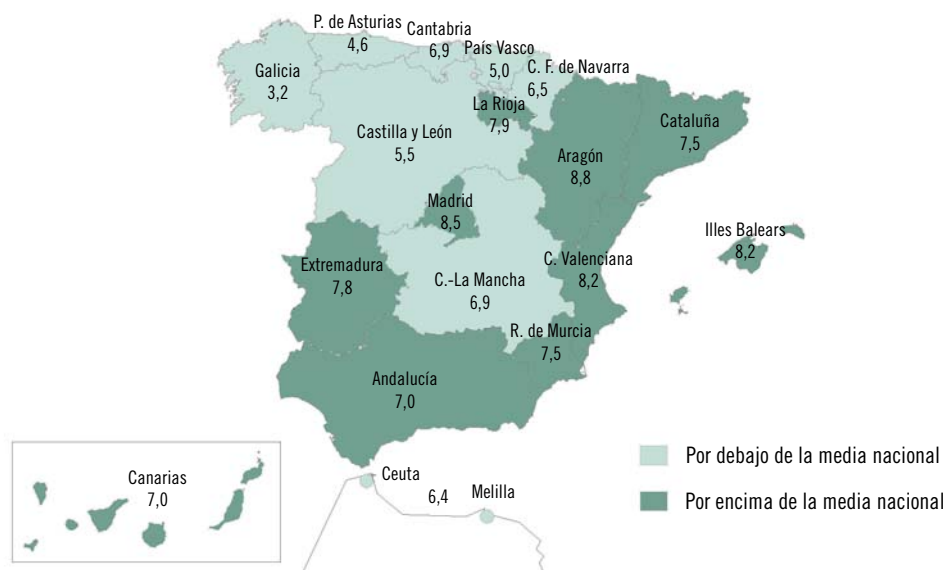 P. de Asturias
4,6
Cantabria
6,9
País Vasco
5,0
C. F. de Navarra
6,5
Galicia
3,2
La Rioja
7,9
Castilla y León
5,5
Cataluña
7,5
Aragón
8,8
Madrid
8,5
Illes Balears
8,2
Extremadura
7,8
C. Valenciana
8,2
C.-La Mancha
6,9
R. de Murcia
7,5
Andalucía
7,0
Canarias
7,0
Ceuta
6,4
Melilla
Por debajo de la media nacional
Por encima de la media nacional